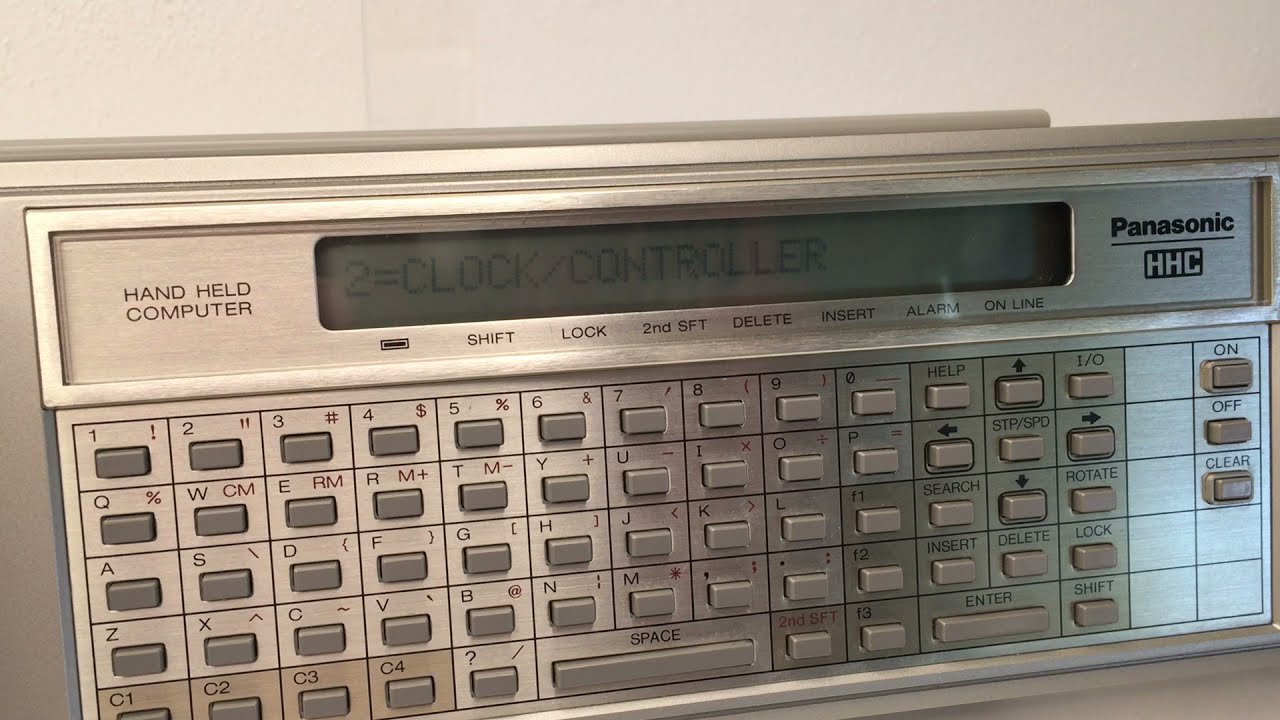 Panasonic
HHC
HAND HELD
COMPUTER
2=CLOCK/CONTROLLER
SHIFT LOCK 2nd SFT DELETE INSERT ALARM ON LINE
1 ! 2 " 3 # 4 $ 5 % 6 & 7 ' 8 ( 9 ) 0 _ HELP ↑ I/O ON
Q % W CM E RM R M+ T M− Y + U − I × O ÷ P = ← STP/SPD → OFF
A S \ D { F } G [ H ] J < K > L f1 SEARCH ↓ ROTATE CLEAR
Z X ^ C ~ V ` B @ N ¦ M * , ; . : f2 INSERT DELETE LOCK
C1 C2 C3 C4 ? / SPACE 2nd SFT f3 ENTER SHIFT